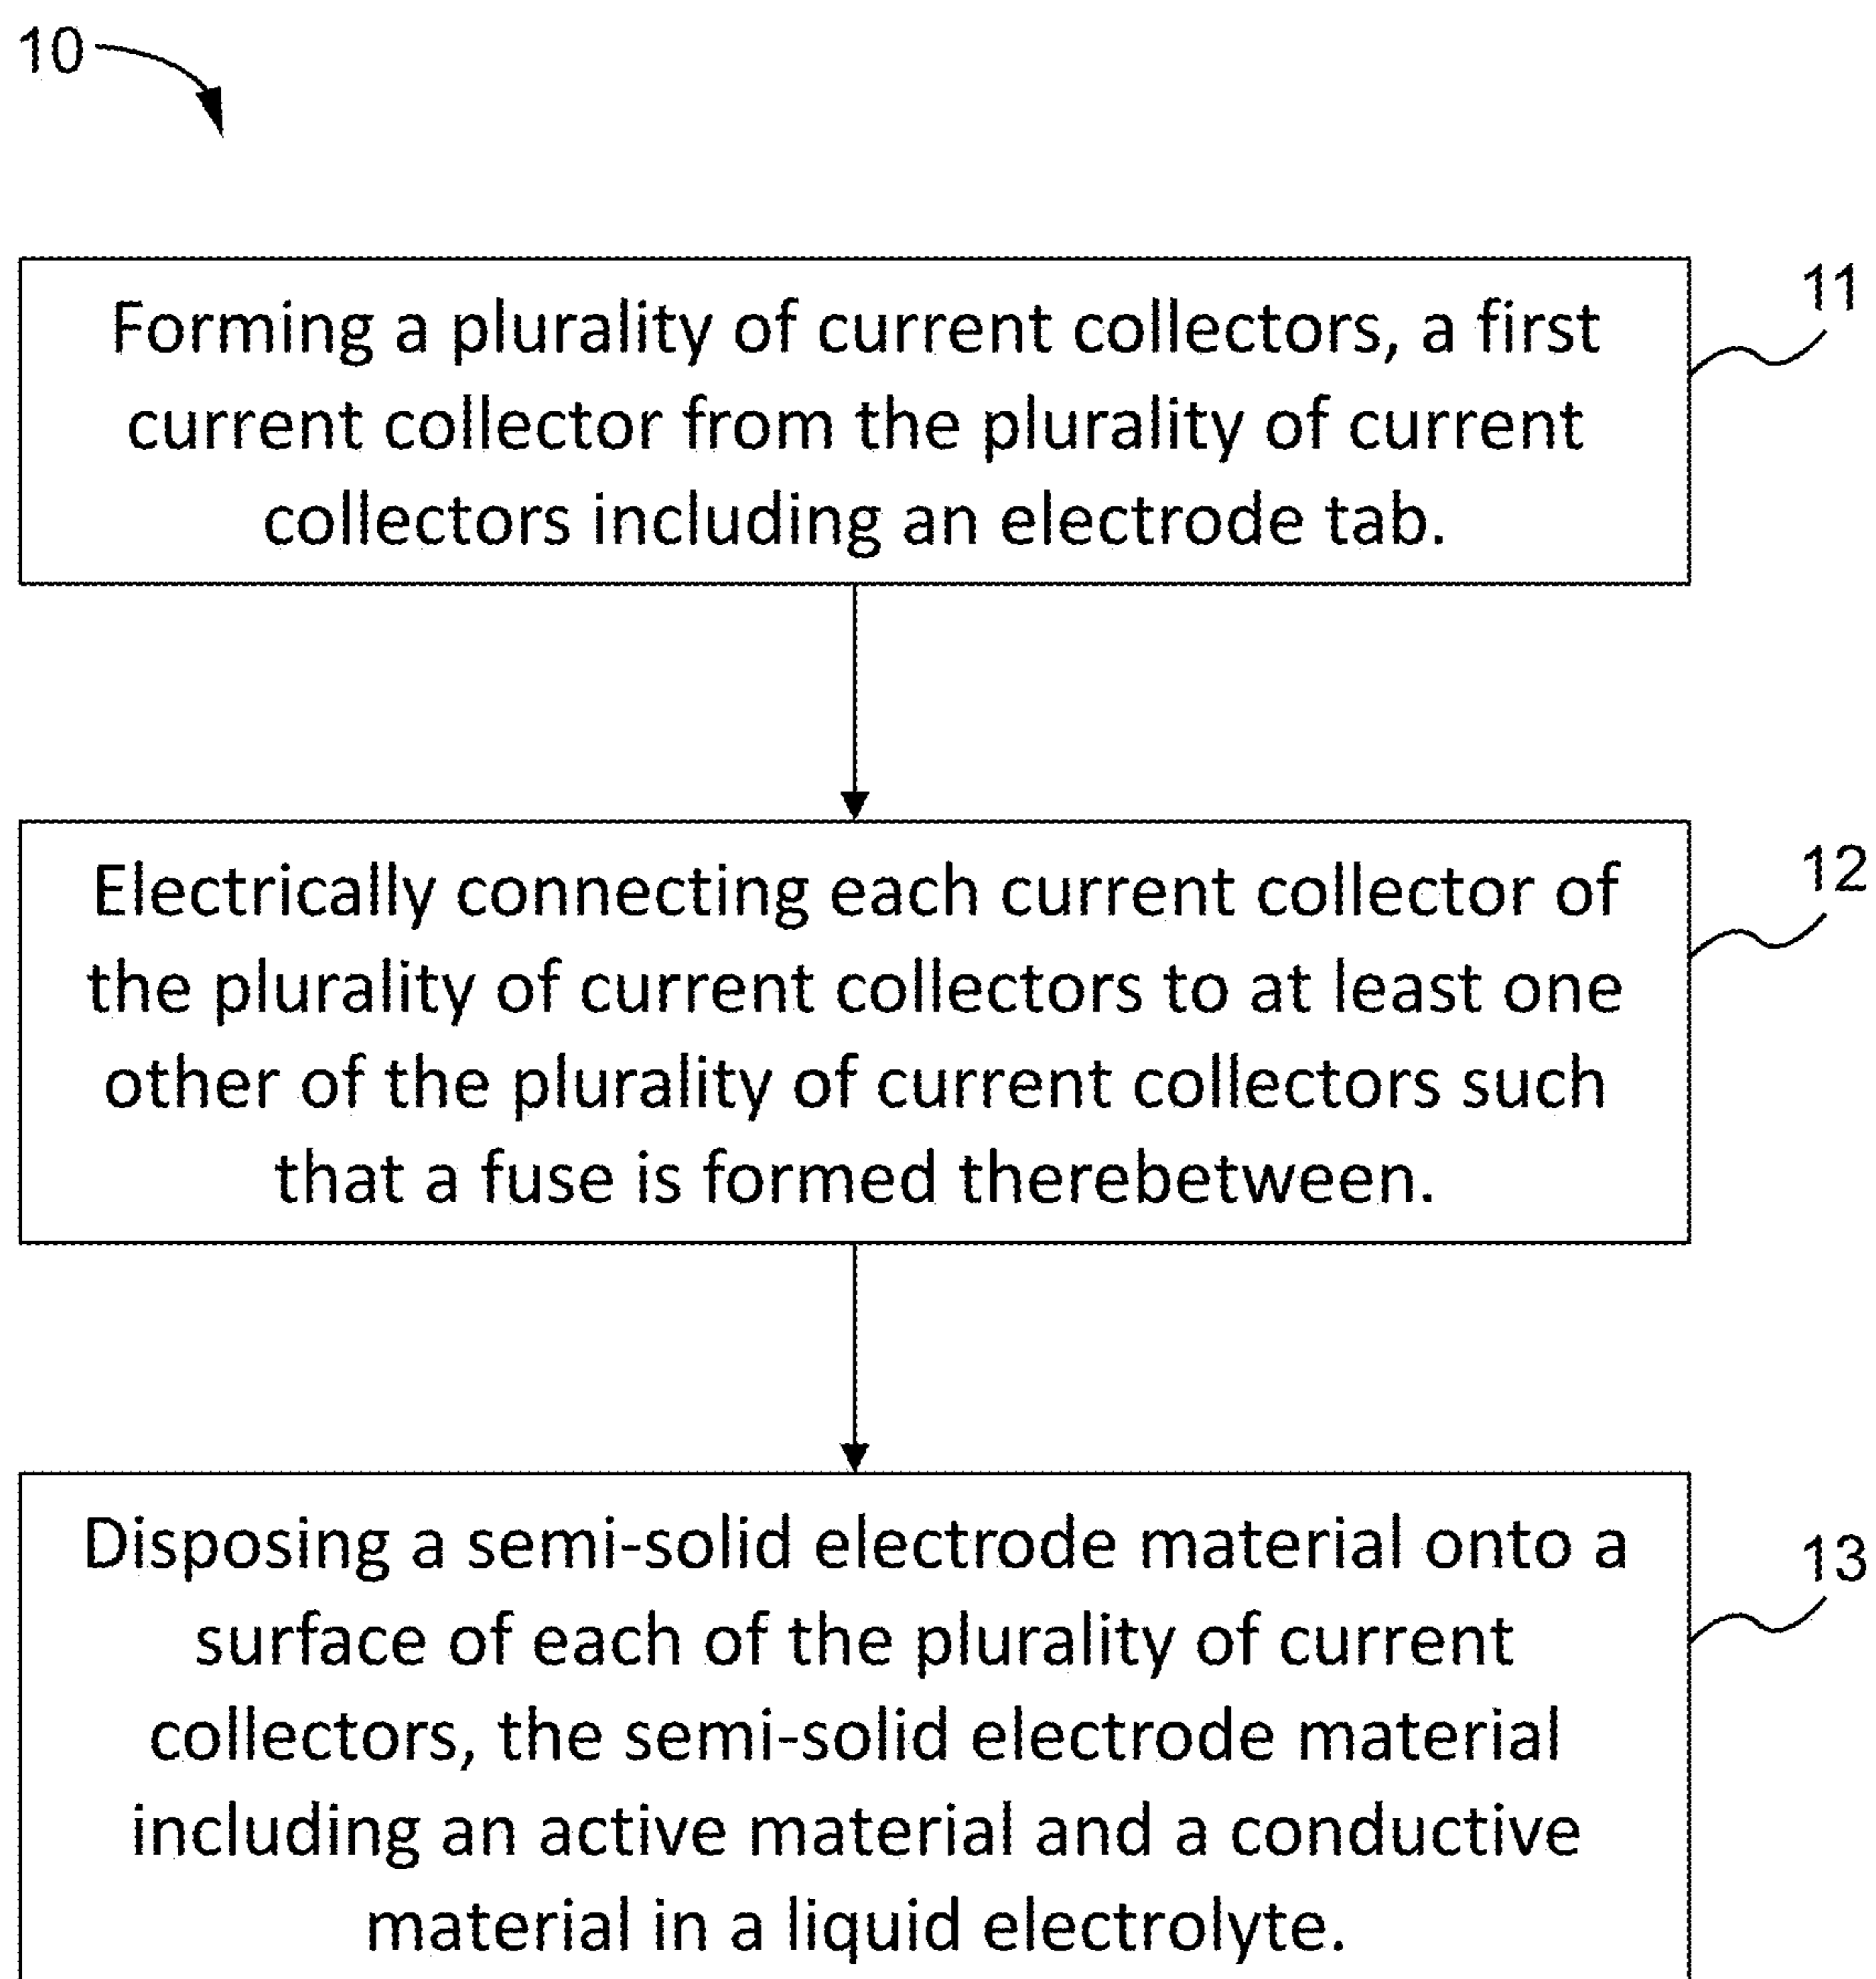 10
11
Forming a plurality of current collectors, a first
current collector from the plurality of current
collectors including an electrode tab.
12
Electrically connecting each current collector of
the plurality of current collectors to at least one
other of the plurality of current collectors such
that a fuse is formed therebetween.
13
Disposing a semi-solid electrode material onto a
surface of each of the plurality of current
collectors, the semi-solid electrode material
including an active material and a conductive
material in a liquid electrolyte.